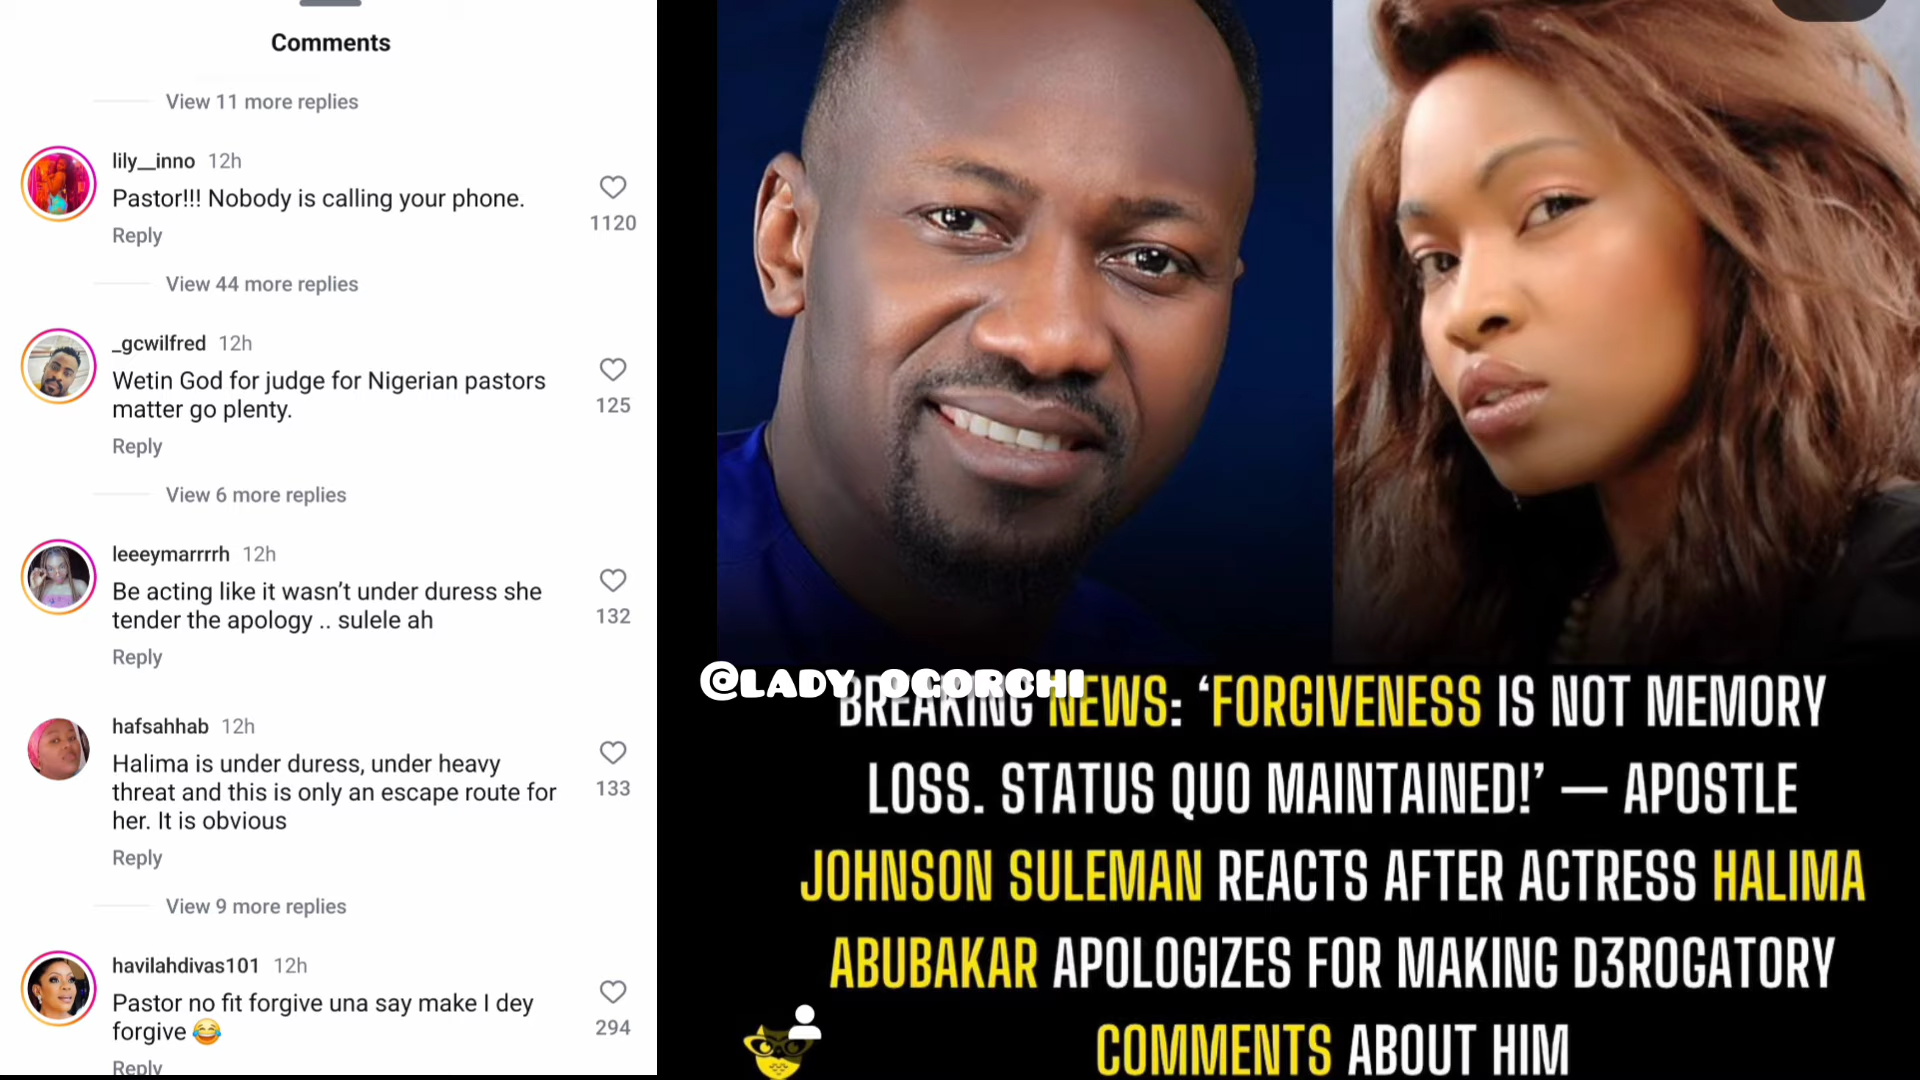 Comments
View 11 more replies
lily__inno 12h
Pastor!!! Nobody is calling your phone.
1120
Reply
View 44 more replies
_gcwilfred 12h
Wetin God for judge for Nigerian pastors
matter go plenty.
125
Reply
View 6 more replies
leeeymarrrrh 12h
Be acting like it wasn’t under duress she
tender the apology .. sulele ah
132
Reply
hafsahhab 12h
Halima is under duress, under heavy
threat and this is only an escape route for
her. It is obvious
133
Reply
View 9 more replies
havilahdivas101 12h
Pastor no fit forgive una say make I dey
forgive 😂
294
Reply
@LADY_OGORCHI
BREAKING NEWS: ‘FORGIVENESS IS NOT MEMORY
LOSS. STATUS QUO MAINTAINED!’ — APOSTLE
JOHNSON SULEMAN REACTS AFTER ACTRESS HALIMA
ABUBAKAR APOLOGIZES FOR MAKING D3ROGATORY
COMMENTS ABOUT HIM